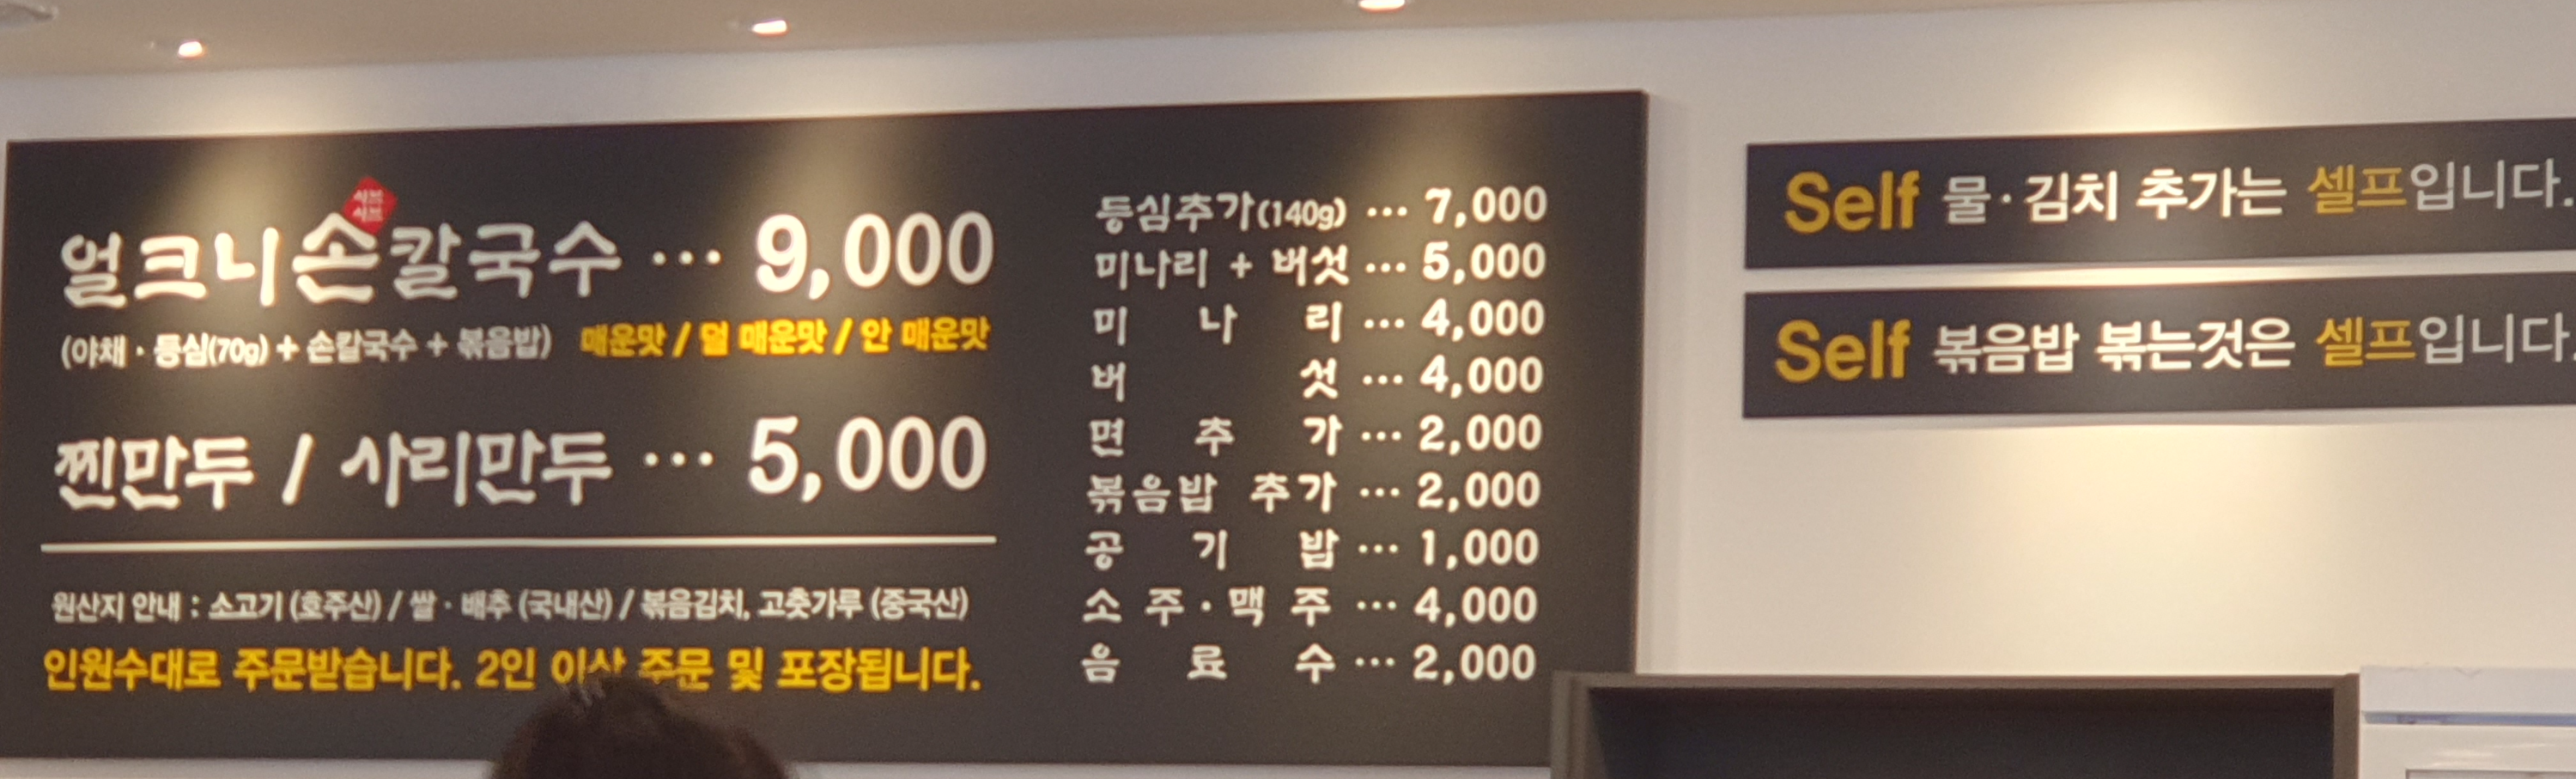 샤브
샤브
얼크니손칼국수 ··· 9,000
(야채 · 등심(70g) + 손칼국수 + 볶음밥) 매운맛 / 덜 매운맛 / 안 매운맛
찐만두 / 사리만두 ··· 5,000
원산지 안내 : 소고기 (호주산) / 쌀 · 배추 (국내산) / 볶음김치, 고춧가루 (중국산)
인원수대로 주문받습니다. 2인 이상 주문 및 포장됩니다.
등심추가(140g) ··· 7,000
미나리 + 버섯 ··· 5,000
미 나 리 ··· 4,000
버 섯 ··· 4,000
면 추 가 ··· 2,000
볶음밥 추가 ··· 2,000
공 기 밥 ··· 1,000
소 주 · 맥 주 ··· 4,000
음 료 수 ··· 2,000
Self 물 · 김치 추가는 셀프입니다.
Self 볶음밥 볶는것은 셀프입니다.